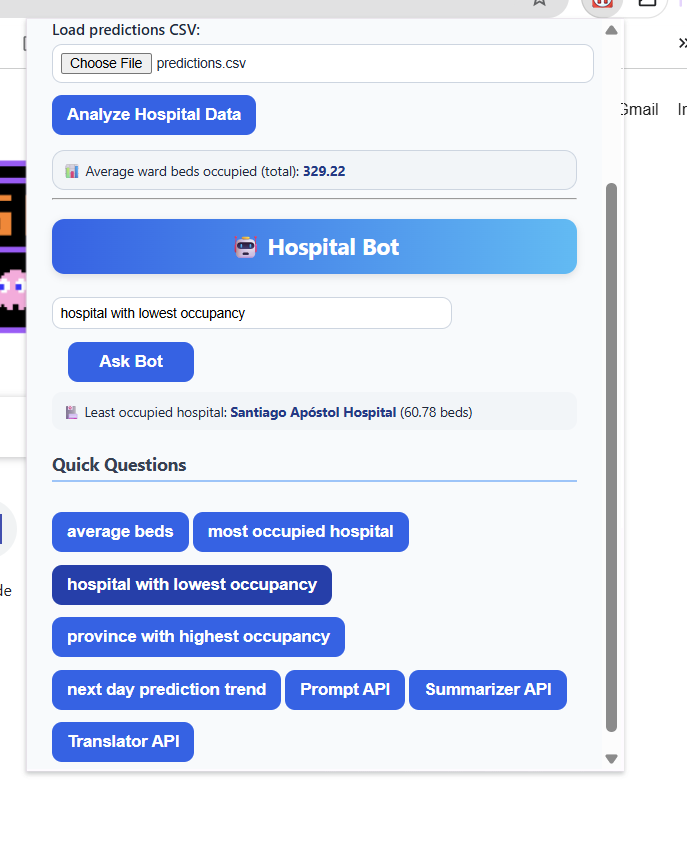 Load predictions CSV:
Choose File predictions.csv
Analyze Hospital Data
Average ward beds occupied (total): 329.22
Gmail
Hospital Bot
hospital with lowest occupancy
Ask Bot
Least occupied hospital: Santiago Apóstol Hospital (60.78 beds)
Quick Questions
average beds most occupied hospital
hospital with lowest occupancy
province with highest occupancy
next day prediction trend Prompt API Summarizer API
Translator API